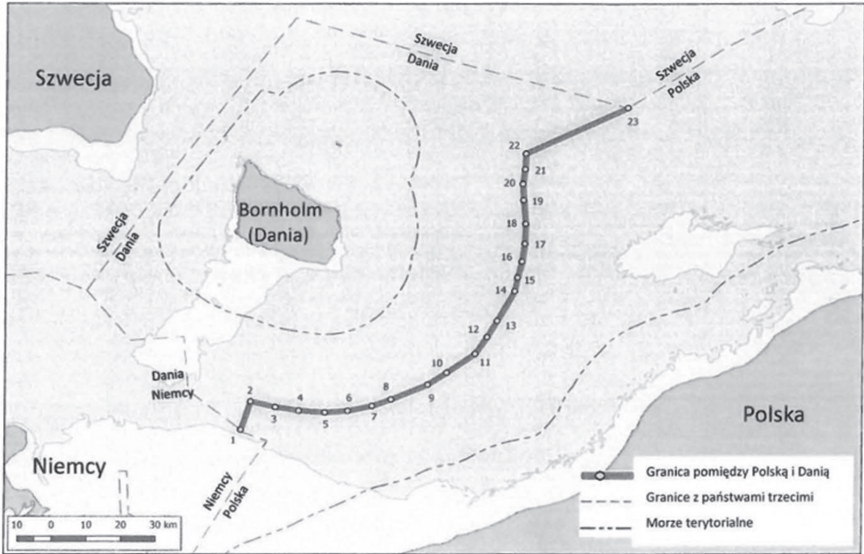 Szwecja
Dania
Szwecja
Szwecja
Polska
23
22
21
20
19
Bornholm
(Dania)
Szwecja
Dania
18
17
16
15
14
13
12
11
Dania
Niemcy
10
9
8
7
6
5
4
3
2
1
Polska
Niemcy
Niemcy
Polska
Granica pomiędzy Polską i Danią
Granice z państwami trzecimi
Morze terytorialne
10 0 10 20 30 km